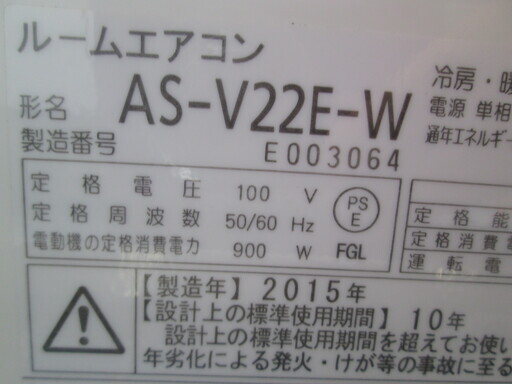 ルームエアコン
形名 AS-V22E-W
製造番号 E003064
冷房・暖
電源 単相
通年エネルギー
定格電圧 100 V
定格周波数 50/60 Hz
電動機の定格消費電力 900 W
PS
E
FGL
定格能
定格消費電
運転電
【製造年】2015年
【設計上の標準使用期間】10年
設計上の標準使用期間を超えてお使い
年劣化による発火・けが等の事故に至る